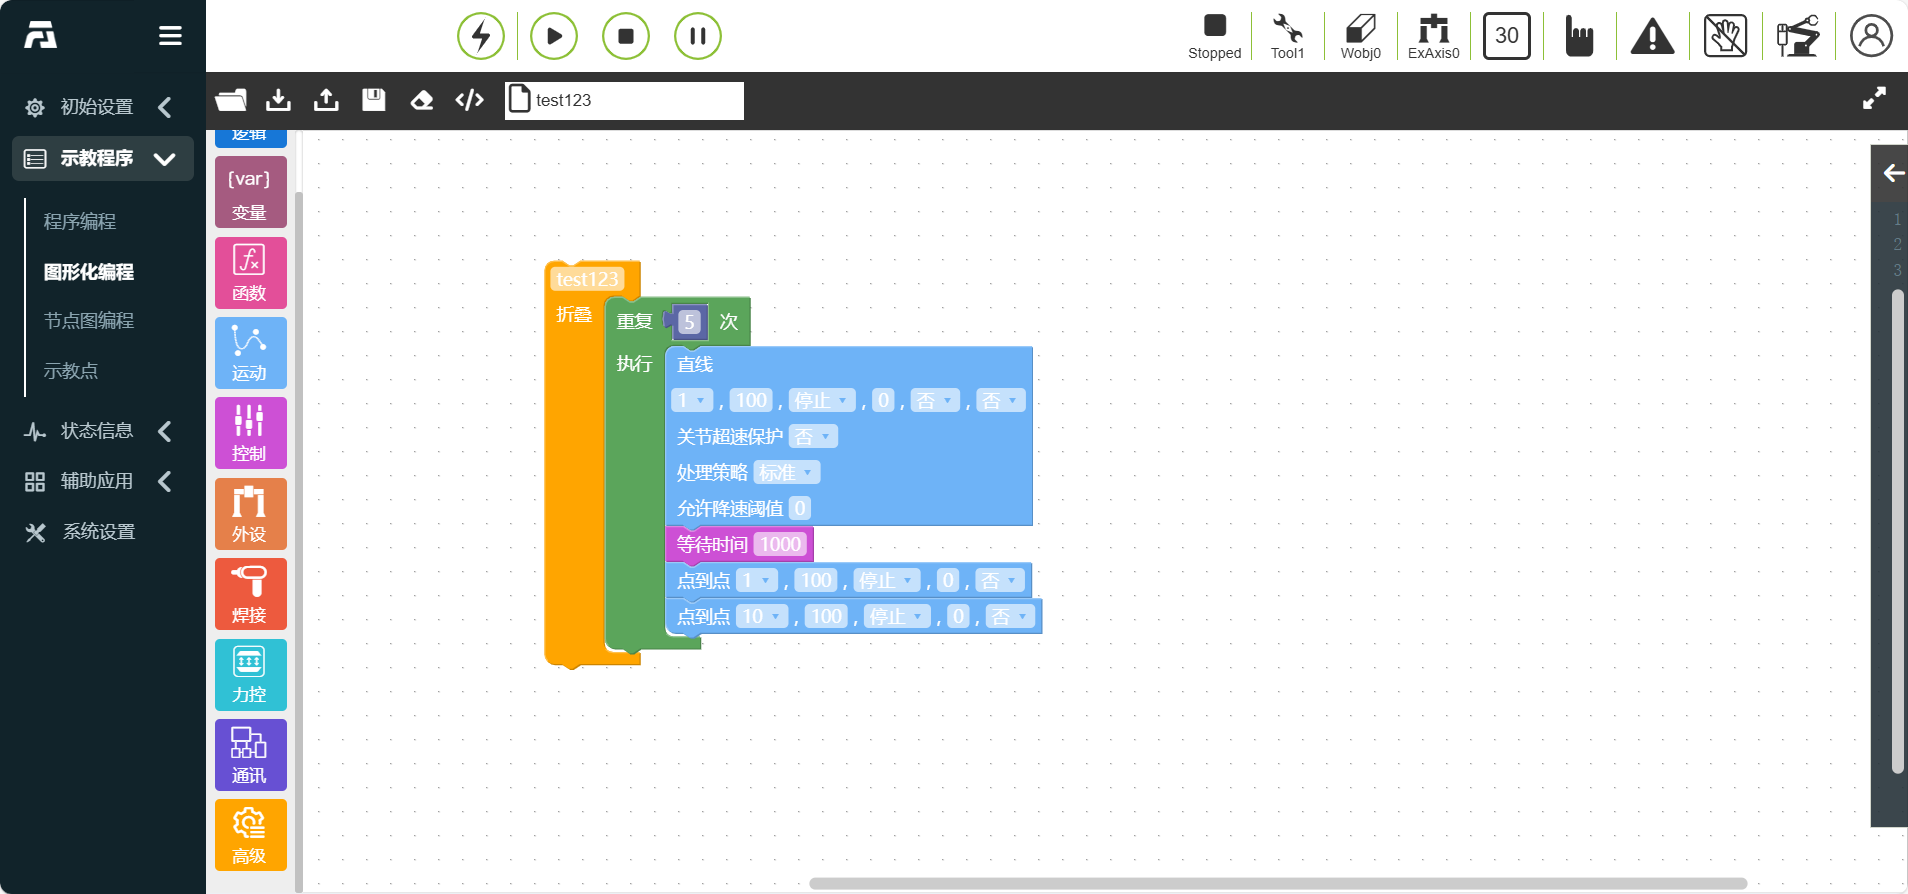 Stopped
Tool1
Wobj0
ExAxis0
30
test123
初始设置
示教程序
程序编程
图形化编程
节点图编程
示教点
状态信息
辅助应用
系统设置
逻辑
{var}
变量
函数
运动
控制
外设
焊接
力控
通讯
高级
test123
折叠
重复 5 次
执行
直线
1 , 100 , 停止 , 0 , 否 , 否
关节超速保护 否
处理策略 标准
允许降速阈值 0
等待时间 1000
点到点 1 , 100 , 停止 , 0 , 否
点到点 10 , 100 , 停止 , 0 , 否
1
2
3